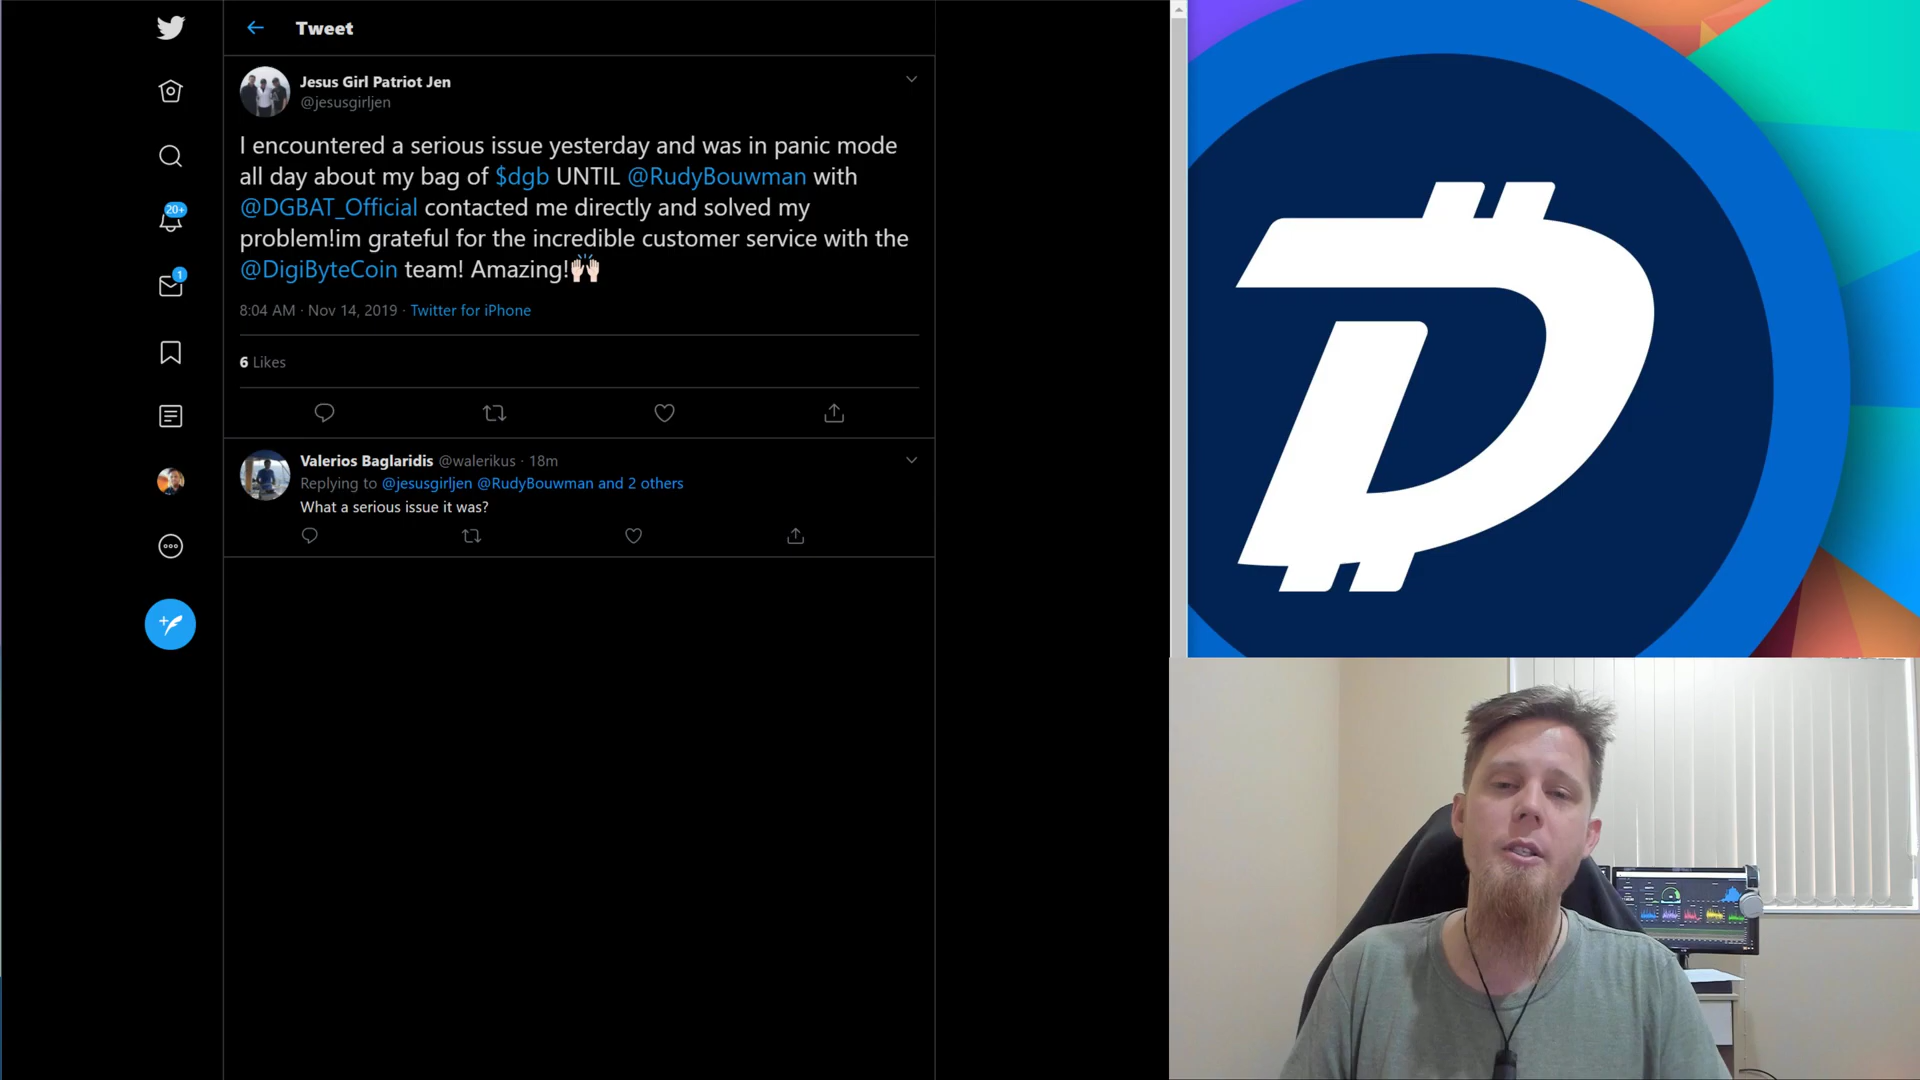 Tweet
Jesus Girl Patriot Jen
@jesusgirljen
I encountered a serious issue yesterday and was in panic mode
all day about my bag of $dgb UNTIL @RudyBouwman with
@DGBAT_Official contacted me directly and solved my
problem!im grateful for the incredible customer service with the
@DigiByteCoin team! Amazing!🙌🏻
8:04 AM · Nov 14, 2019 · Twitter for iPhone
6 Likes
Valerios Baglaridis @walerikus · 18m
Replying to @jesusgirljen @RudyBouwman and 2 others
What a serious issue it was?
20+
1